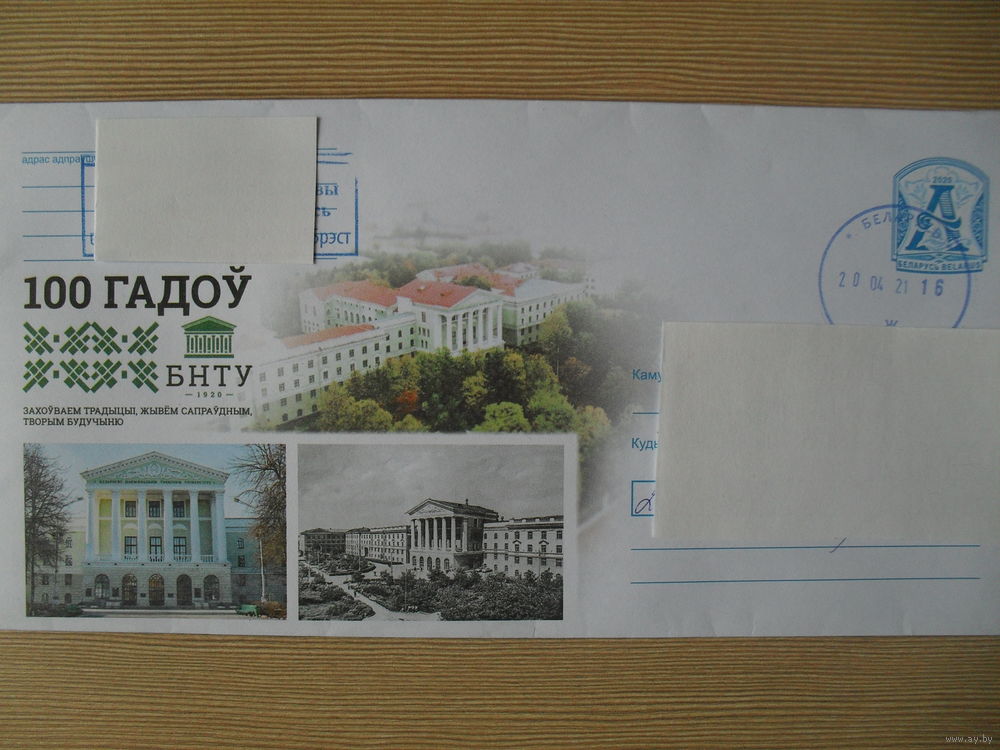 адрас адпра
100 ГАДОЎ
БНТУ
1920
ЗАХОЎВАЕМ ТРАДЫЦЫІ, ЖЫВЁМ САПРАЎДНЫМ,
ТВОРЫМ БУДУЧЫНЮ
2020
А
БЕЛАРУСЬ BELARUS
20 04 21 16
Ж
Каму
Куды
www.ay.by